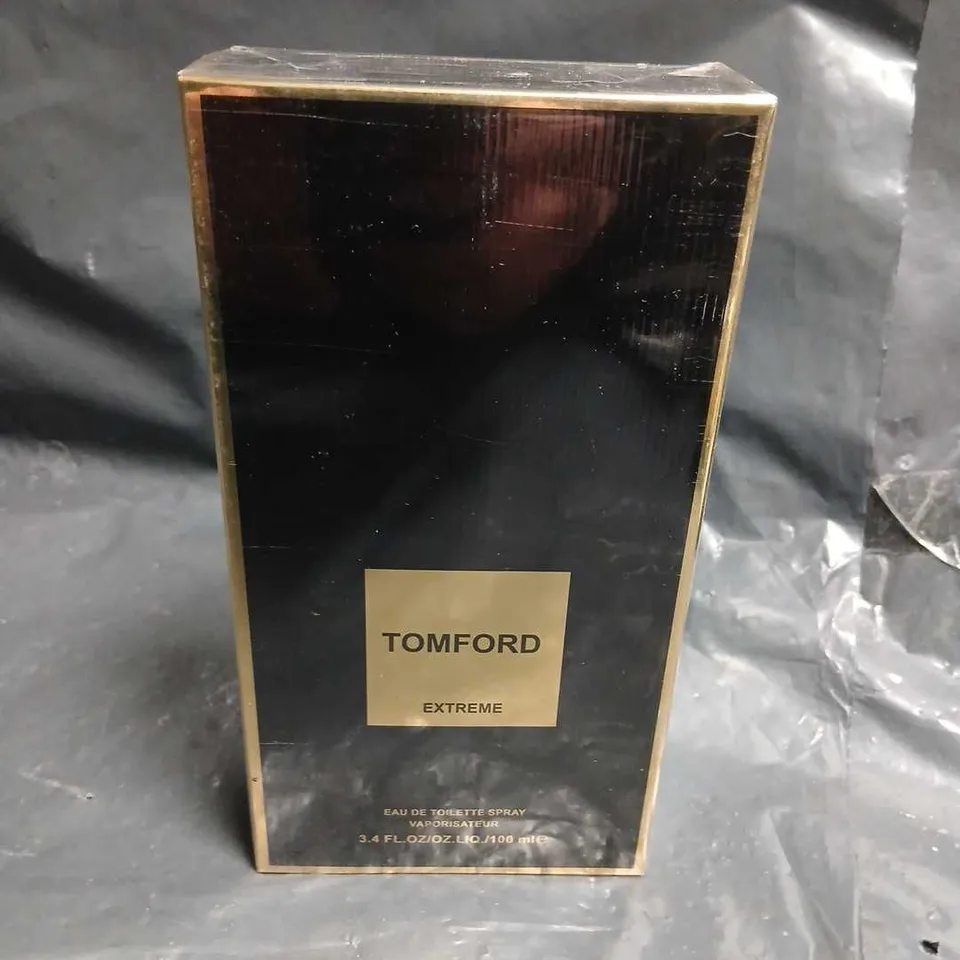 TOMFORD
EXTREME
EAU DE TOILETTE SPRAY
VAPORISATEUR
3.4 FL.OZ/OZ.LIQ./100 ml℮